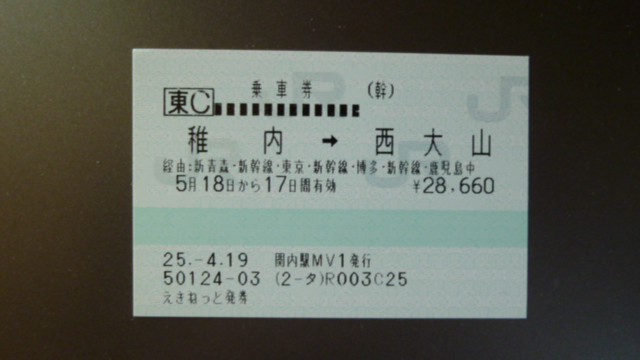 乗車券 (幹)
東C
稚内 → 西大山
経由:新青森・新幹線・東京・新幹線・博多・新幹線・鹿児島中
5月18日から17日間有効 ¥28,660
25.-4.19 関内駅MV1発行
50124-03 (2-タ)R003C25
えきねっと発券